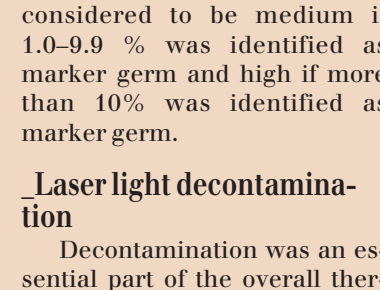 considered to be medium i
1.0–9.9 % was identified as
marker germ and high if more
than 10% was identified as
marker germ.
_Laser light decontamina-
tion
Decontamination was an es-
sential part of the overall ther-